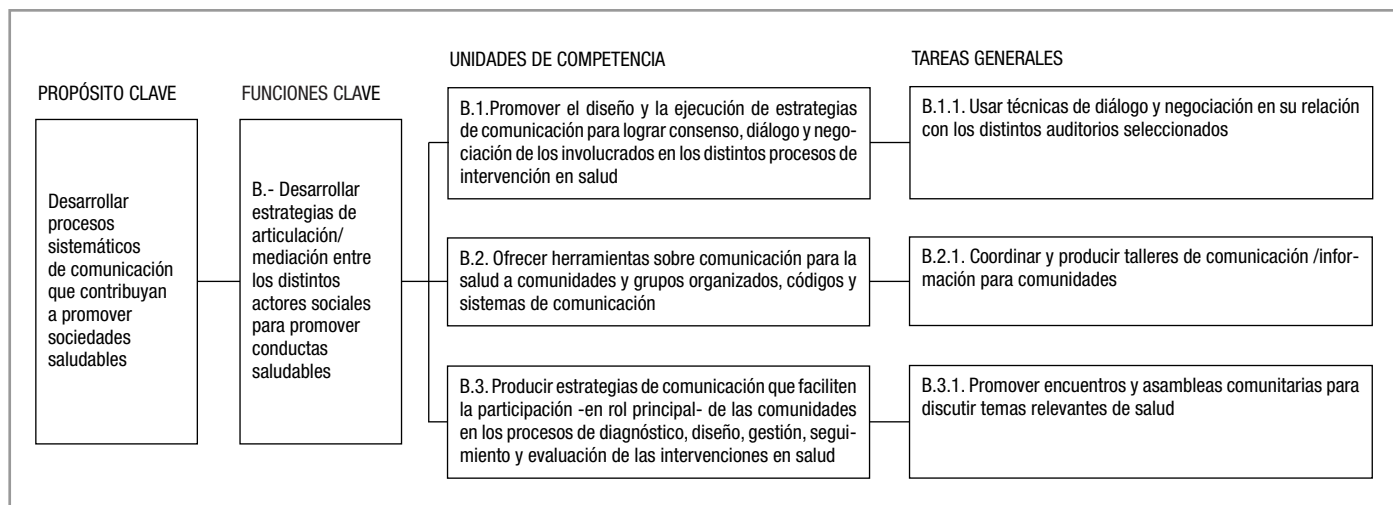 PROPÓSITO CLAVE
Desarrollar
procesos
sistemáticos
de comunicación
que contribuyan
a promover
sociedades
saludables
FUNCIONES CLAVE
B.- Desarrollar
estrategias de
articulación/
mediación entre
los distintos
actores sociales
para promover
conductas
saludables
UNIDADES DE COMPETENCIA
B.1.Promover el diseño y la ejecución de estrategias
de comunicación para lograr consenso, diálogo y nego-
ciación de los involucrados en los distintos procesos de
intervención en salud
B.2. Ofrecer herramientas sobre comunicación para la
salud a comunidades y grupos organizados, códigos y
sistemas de comunicación
B.3. Producir estrategias de comunicación que faciliten
la participación -en rol principal- de las comunidades
en los procesos de diagnóstico, diseño, gestión, segui-
miento y evaluación de las intervenciones en salud
TAREAS GENERALES
B.1.1. Usar técnicas de diálogo y negociación en su relación
con los distintos auditorios seleccionados
B.2.1. Coordinar y producir talleres de comunicación /infor-
mación para comunidades
B.3.1. Promover encuentros y asambleas comunitarias para
discutir temas relevantes de salud